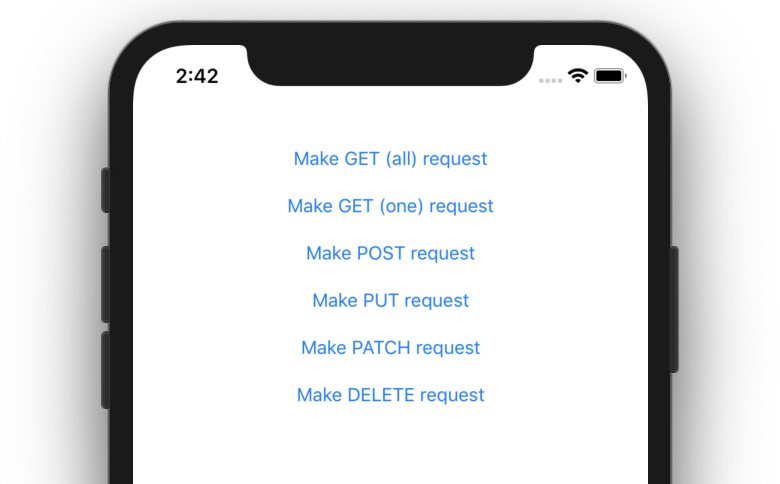 2:42
Make GET (all) request
Make GET (one) request
Make POST request
Make PUT request
Make PATCH request
Make DELETE request